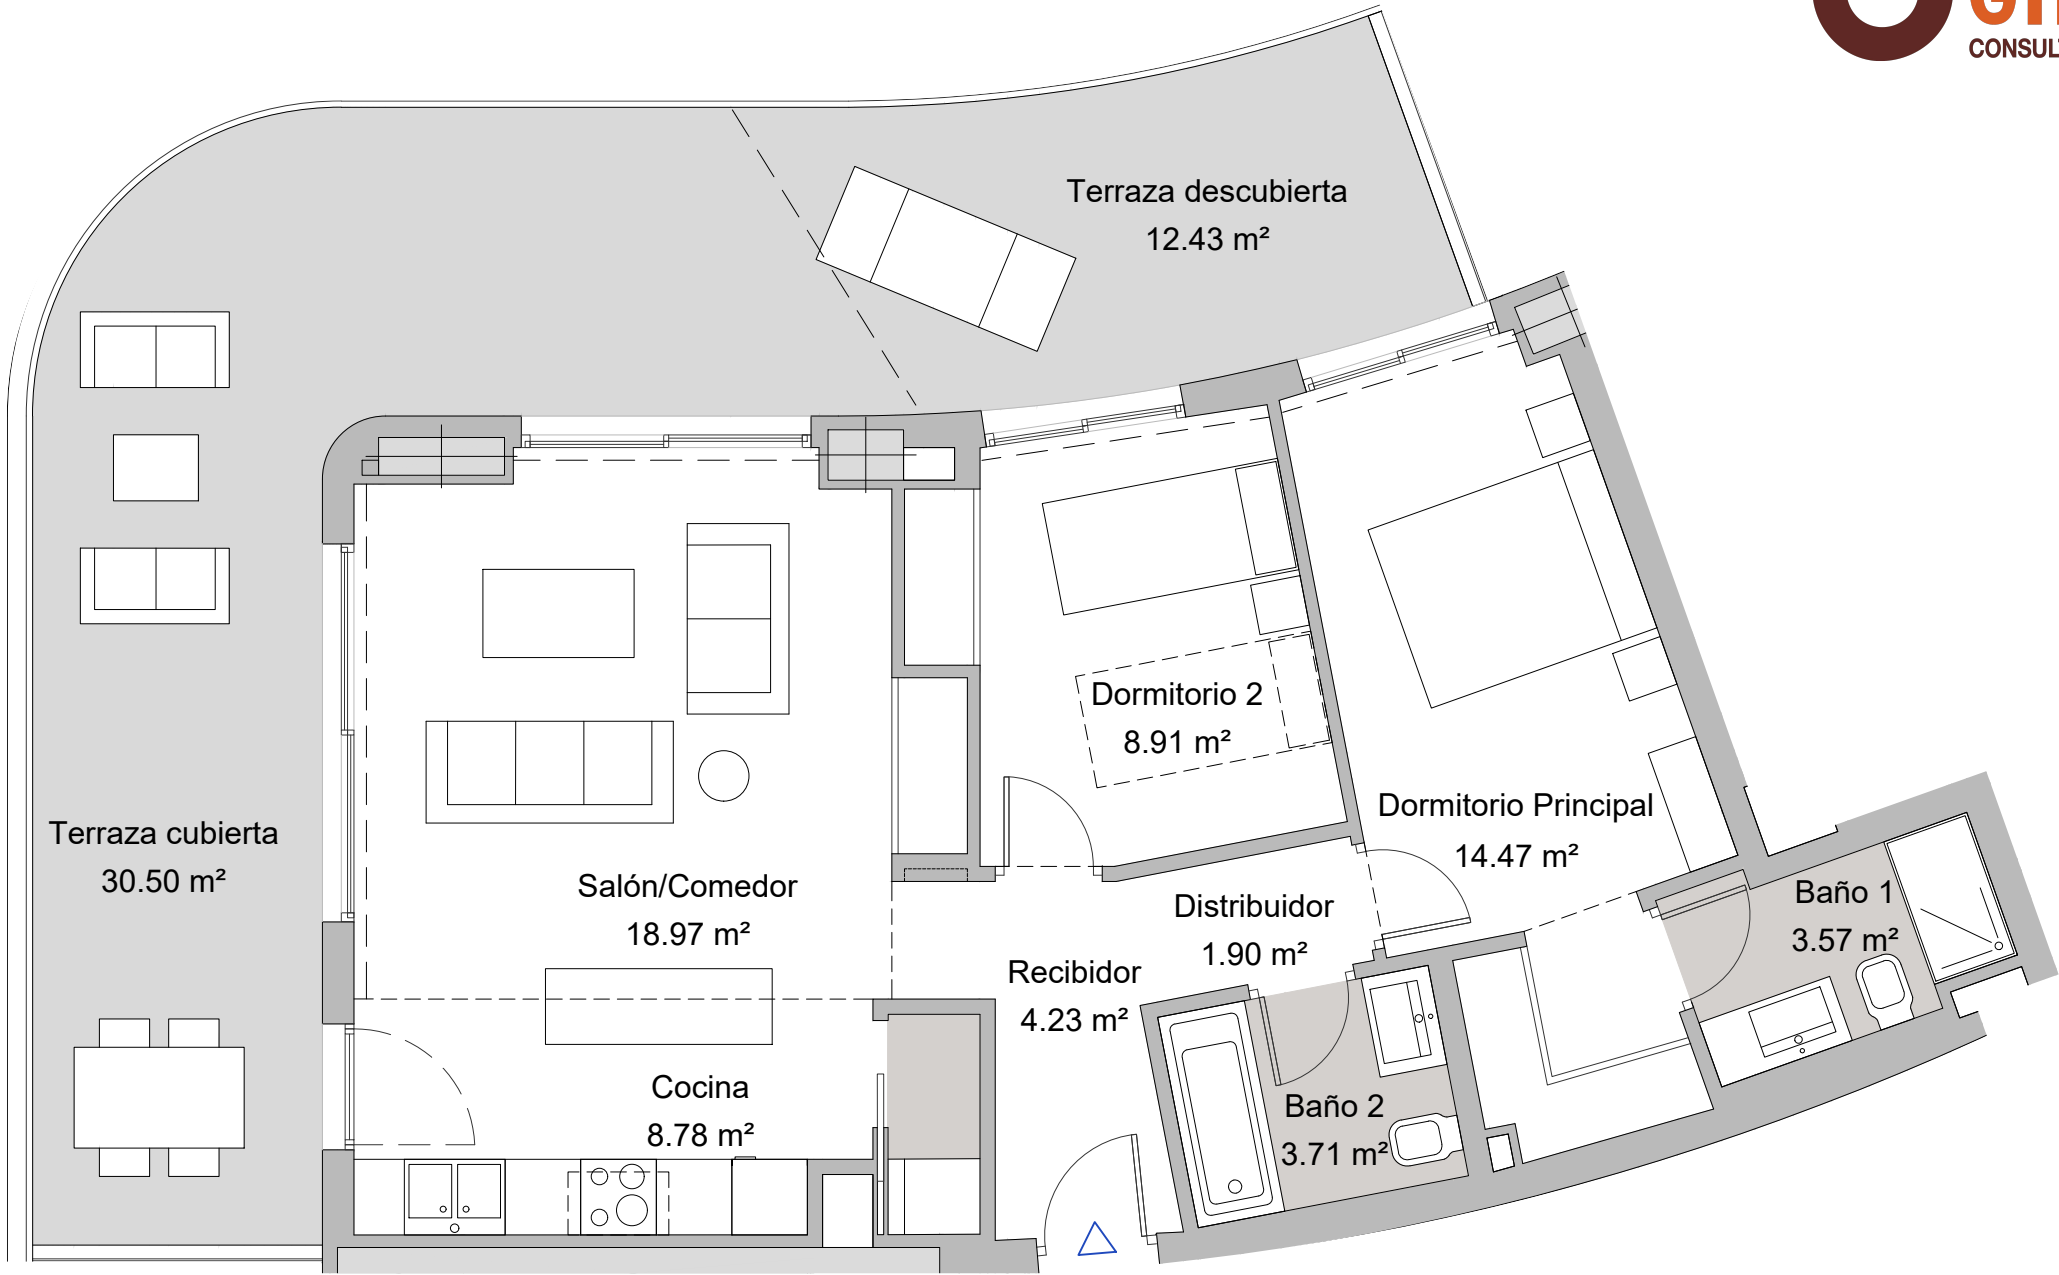 Terraza descubierta
12.43 m²
Dormitorio 2
8.91 m²
Dormitorio Principal
14.47 m²
Terraza cubierta
30.50 m²
Salón/Comedor
18.97 m²
Distribuidor
1.90 m²
Baño 1
3.57 m²
Recibidor
4.23 m²
Cocina
8.78 m²
Baño 2
3.71 m²